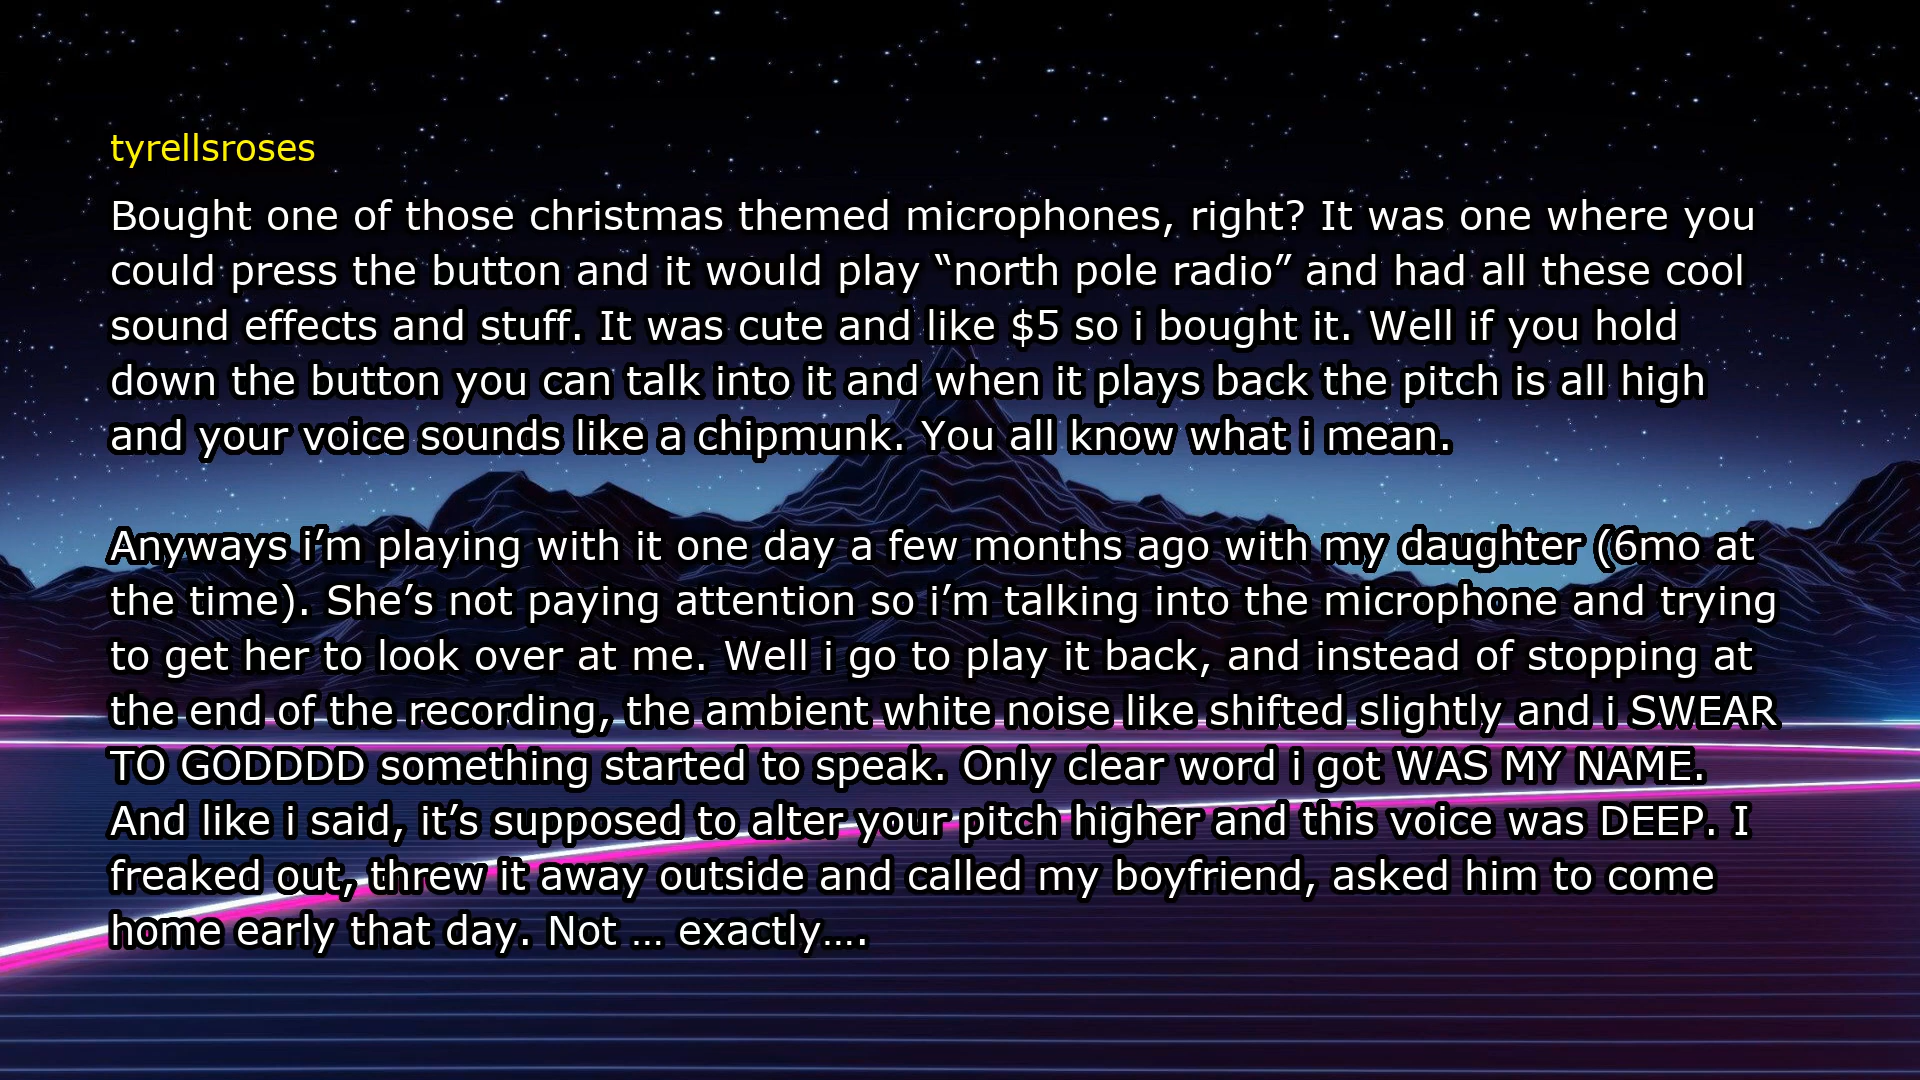 tyrellsroses
Bought one of those christmas themed microphones, right? It was one where you
could press the button and it would play “north pole radio” and had all these cool
sound effects and stuff. It was cute and like $5 so i bought it. Well if you hold
down the button you can talk into it and when it plays back the pitch is all high
and your voice sounds like a chipmunk. You all know what i mean.
Anyways i’m playing with it one day a few months ago with my daughter (6mo at
the time). She’s not paying attention so i’m talking into the microphone and trying
to get her to look over at me. Well i go to play it back, and instead of stopping at
the end of the recording, the ambient white noise like shifted slightly and i SWEAR
TO GODDDD something started to speak. Only clear word i got WAS MY NAME.
And like i said, it’s supposed to alter your pitch higher and this voice was DEEP. I
freaked out, threw it away outside and called my boyfriend, asked him to come
home early that day. Not … exactly….